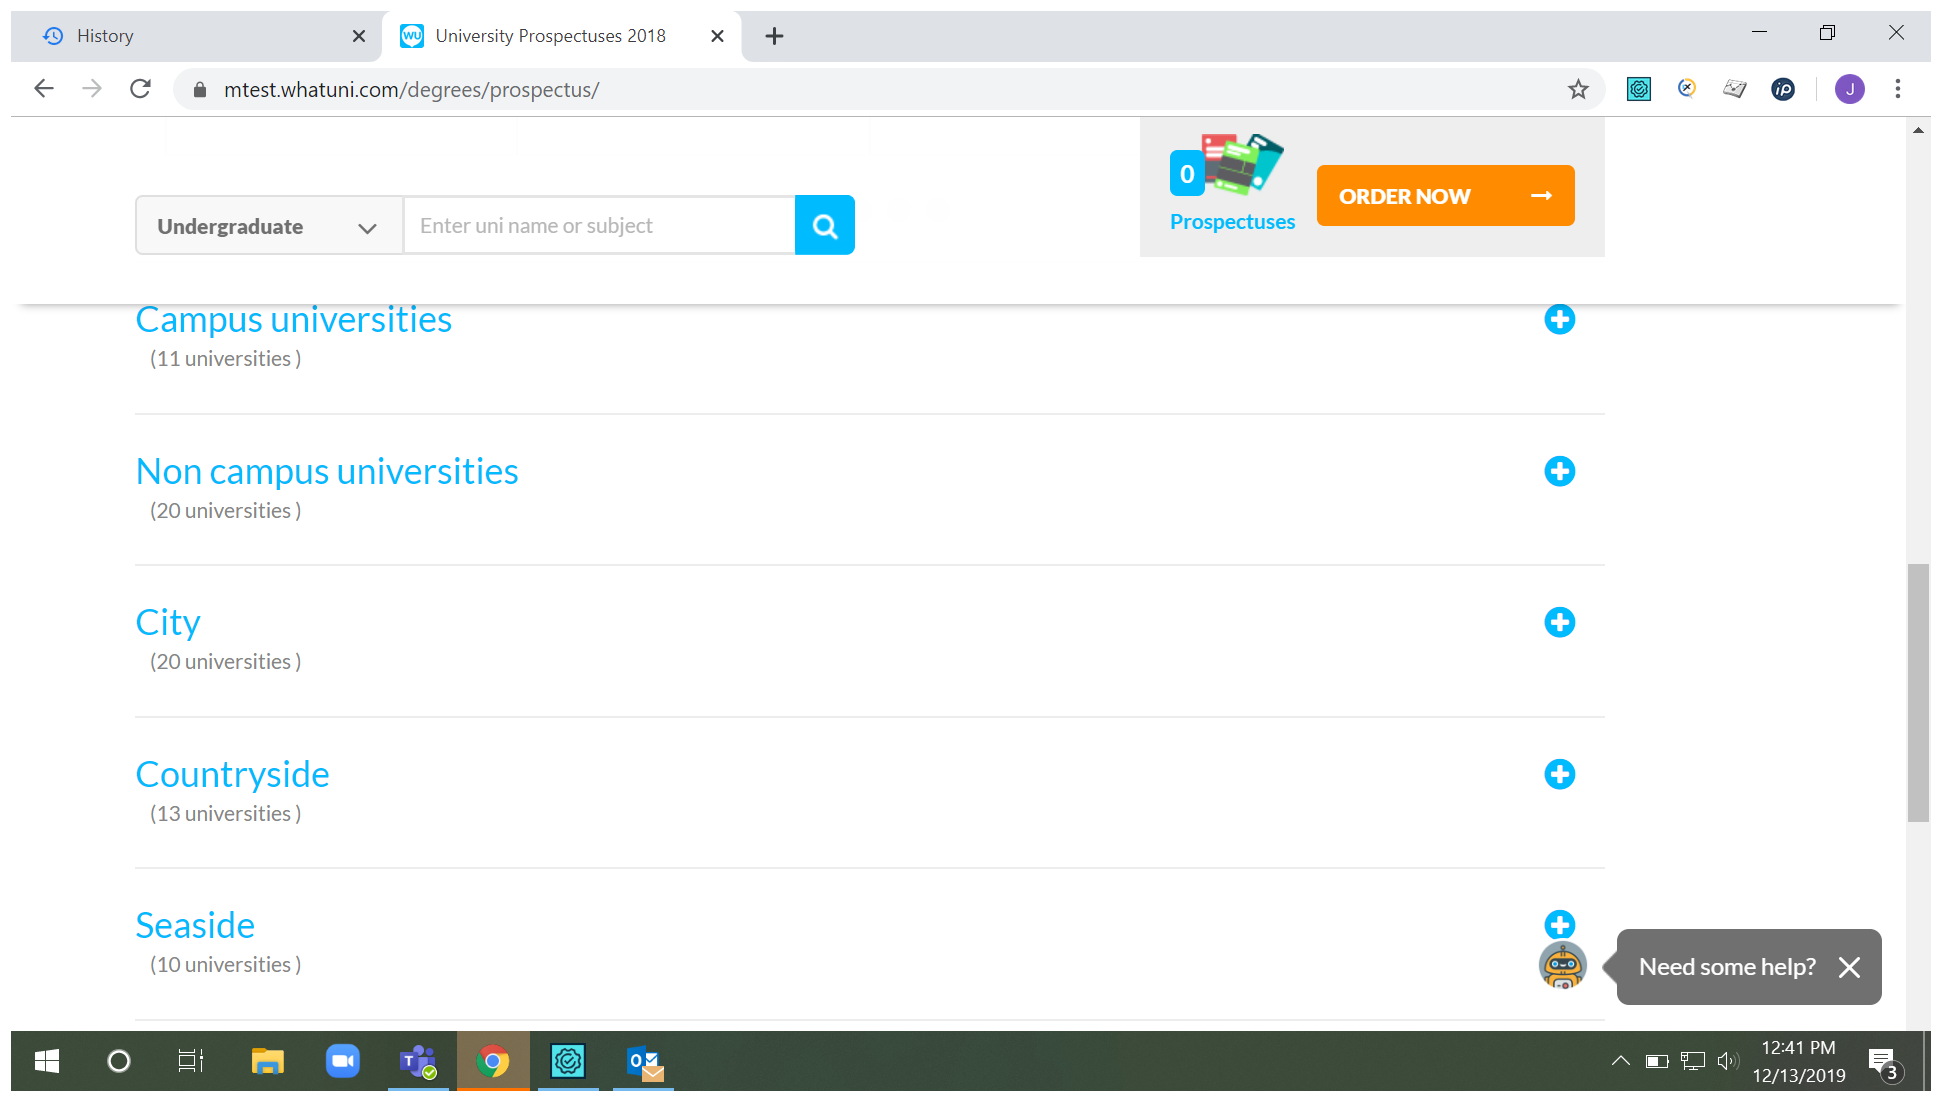 History
WU University Prospectuses 2018
mtest.whatuni.com/degrees/prospectus/
iP
J
0
Prospectuses
ORDER NOW
Undergraduate
Enter uni name or subject
Campus universities
(11 universities )
Non campus universities
(20 universities )
City
(20 universities )
Countryside
(13 universities )
Seaside
(10 universities )
Need some help?
T
O
12:41 PM
12/13/2019
3